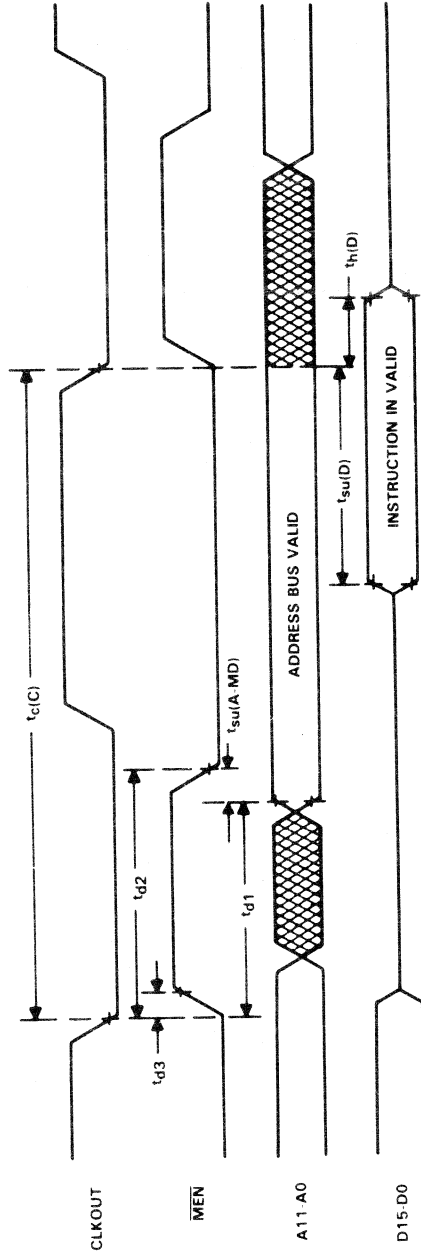 CLKOUT
tc(C)
td3
td2
MEN
tsu(A-MD)
td1
A11-A0
ADDRESS BUS VALID
tsu(D)
th(D)
D15-D0
INSTRUCTION IN VALID